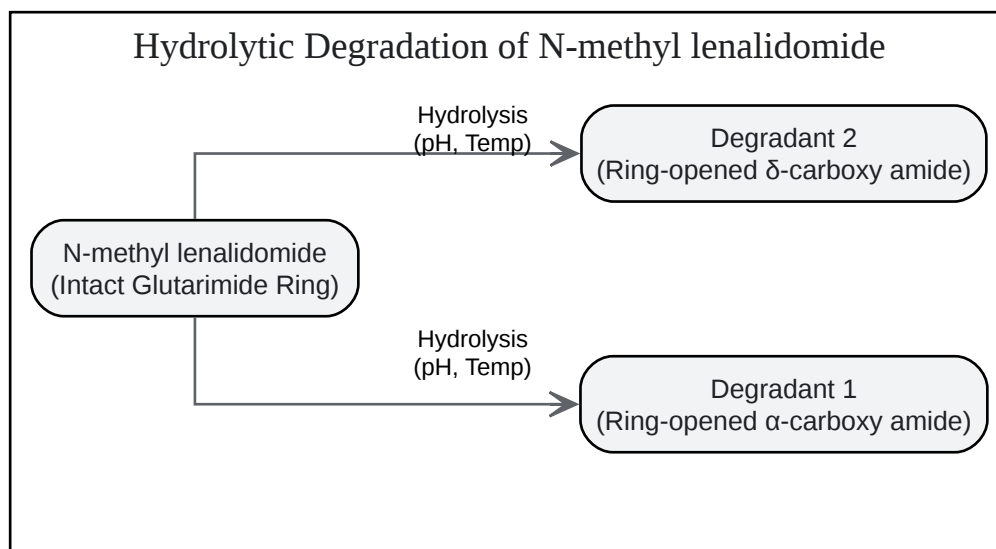 Hydrolytic Degradation of N-methyl lenalidomide
Hydrolysis
(pH, Temp)
Degradant 2
(Ring-opened δ-carboxy amide)
N-methyl lenalidomide
(Intact Glutarimide Ring)
Hydrolysis
(pH, Temp)
Degradant 1
(Ring-opened α-carboxy amide)